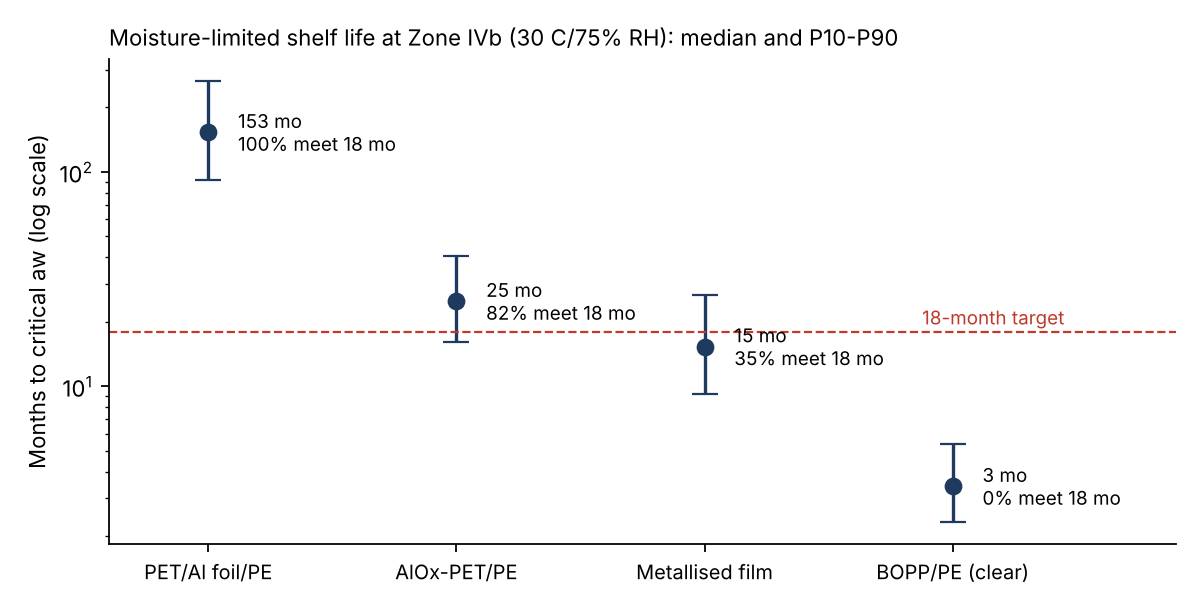 Moisture-limited shelf life at Zone IVb (30 C/75% RH): median and P10-P90
Months to critical aw (log scale)
10²
10¹
153 mo
100% meet 18 mo
25 mo
82% meet 18 mo
15 mo
35% meet 18 mo
18-month target
3 mo
0% meet 18 mo
PET/Al foil/PE
AlOx-PET/PE
Metallised film
BOPP/PE (clear)